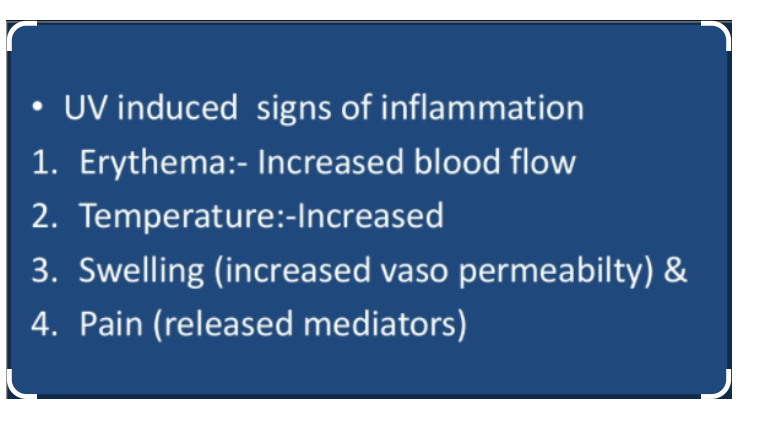 • UV induced  signs of inflammation
1. Erythema:- Increased blood flow
2. Temperature:-Increased
3. Swelling (increased vaso permeabilty) &
4. Pain (released mediators)